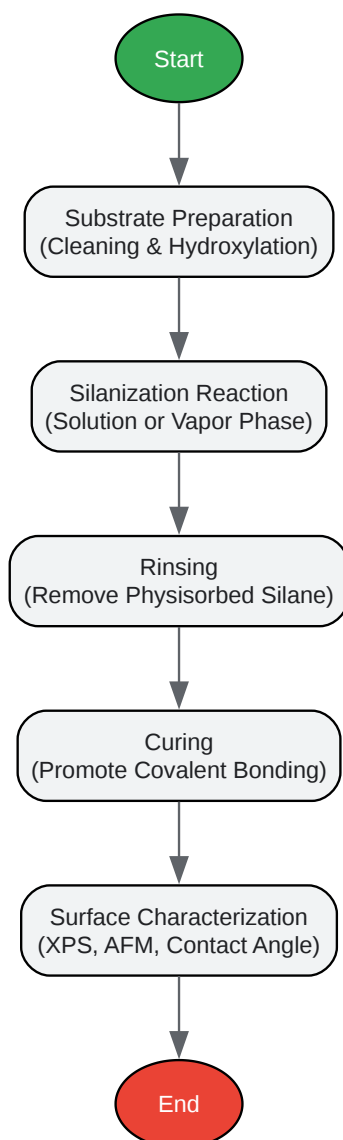 Start
Substrate Preparation
(Cleaning & Hydroxylation)
Silanization Reaction
(Solution or Vapor Phase)
Rinsing
(Remove Physisorbed Silane)
Curing
(Promote Covalent Bonding)
Surface Characterization
(XPS, AFM, Contact Angle)
End